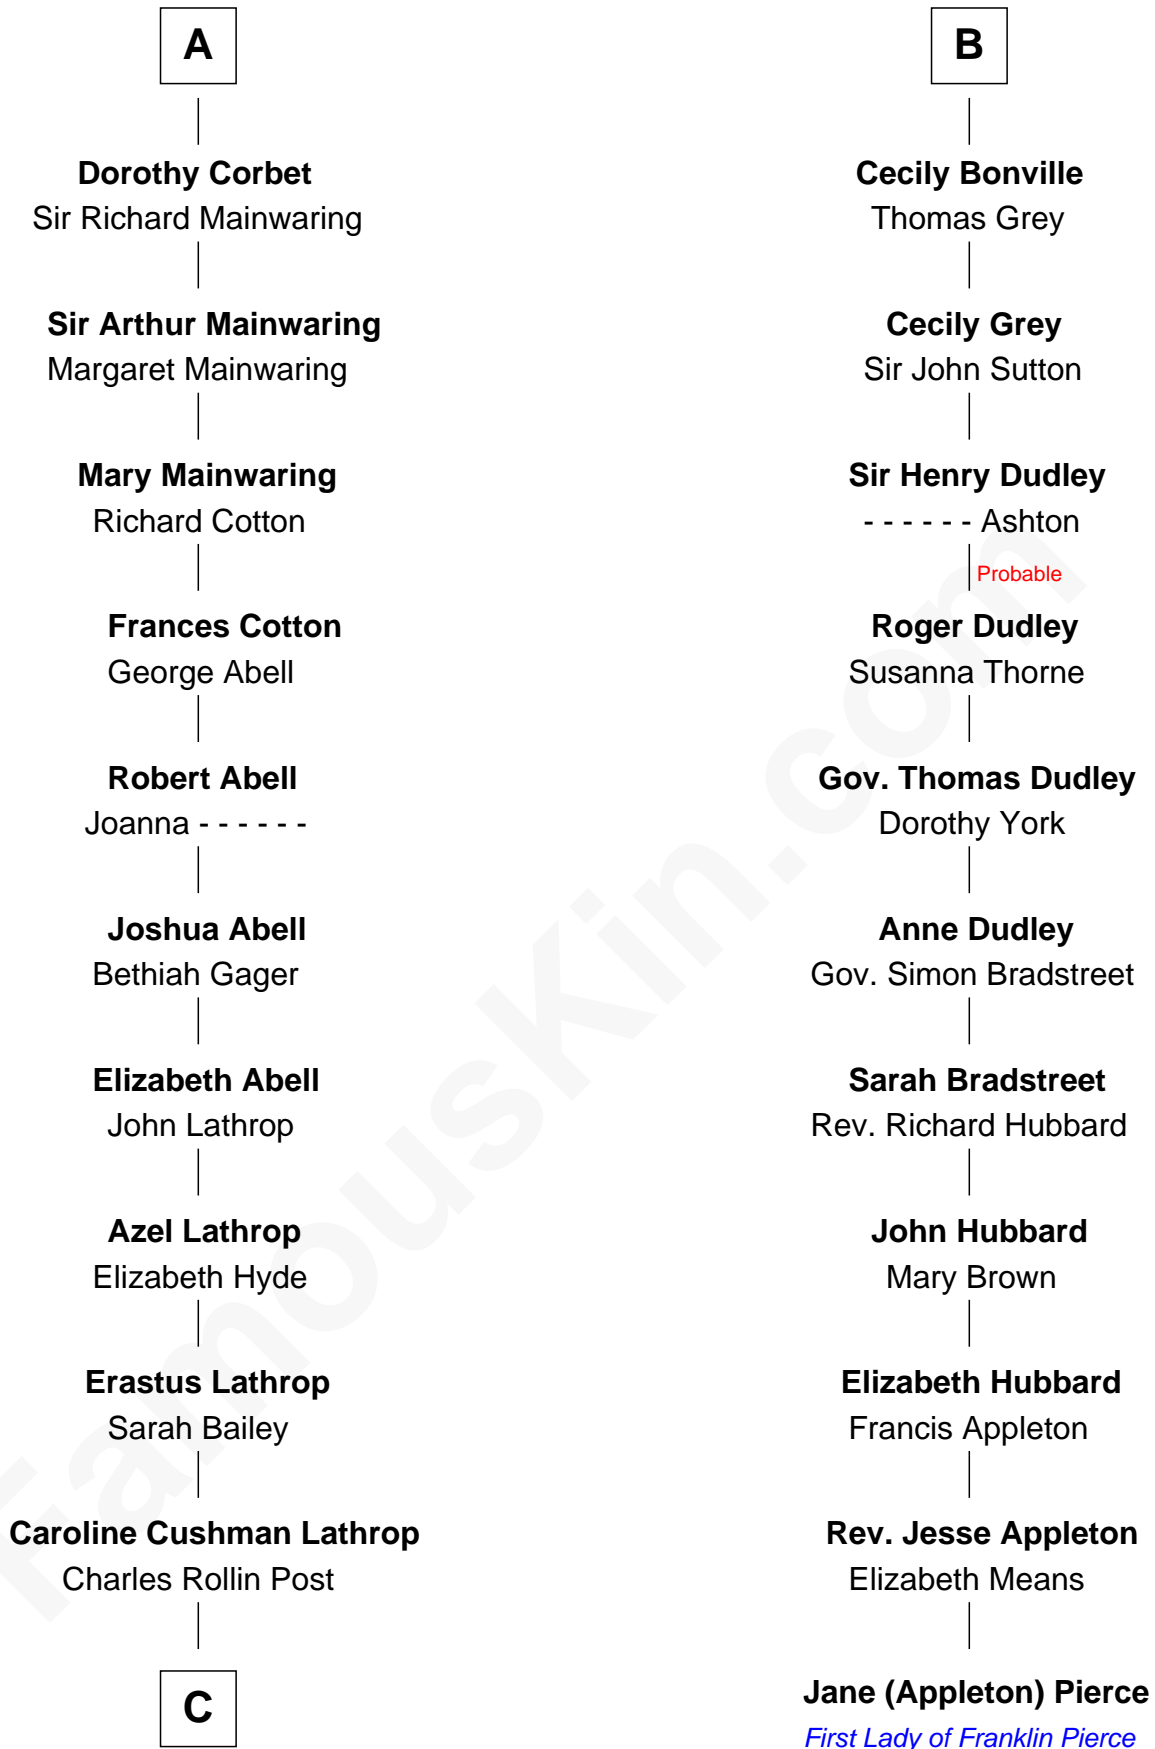 A
Dorothy Corbet
Sir Richard Mainwaring
Sir Arthur Mainwaring
Margaret Mainwaring
Mary Mainwaring
Richard Cotton
Frances Cotton
George Abell
Robert Abell
Joanna - - - - - -
Joshua Abell
Bethiah Gager
Elizabeth Abell
John Lathrop
Azel Lathrop
Elizabeth Hyde
Erastus Lathrop
Sarah Bailey
Caroline Cushman Lathrop
Charles Rollin Post
C
B
Cecily Bonville
Thomas Grey
Cecily Grey
Sir John Sutton
Sir Henry Dudley
- - - - - - Ashton
Probable
Roger Dudley
Susanna Thorne
Gov. Thomas Dudley
Dorothy York
Anne Dudley
Gov. Simon Bradstreet
Sarah Bradstreet
Rev. Richard Hubbard
John Hubbard
Mary Brown
Elizabeth Hubbard
Francis Appleton
Rev. Jesse Appleton
Elizabeth Means
Jane (Appleton) Pierce
First Lady of Franklin Pierce
FamousKin.com